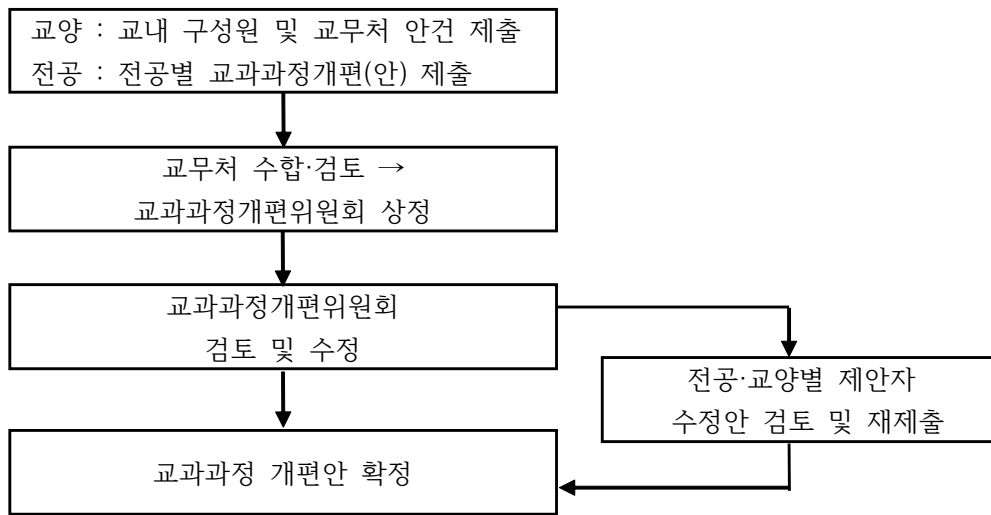 교양 : 교내 구성원 및 교무처 안건 제출
전공 : 전공별 교과과정개편(안) 제출
교무처 수합·검토 →
교과과정개편위원회 상정
교과과정개편위원회
검토 및 수정
전공·교양별 제안자
수정안 검토 및 재제출
교과과정 개편안 확정